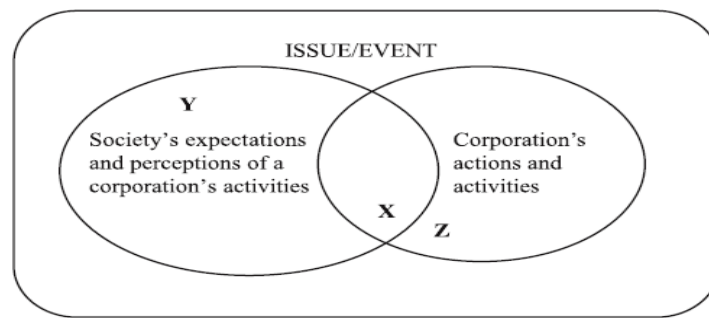 ISSUE/EVENT
Y
Society's expectations
and perceptions of a
corporation's activities
Corporation's
actions and
activities
X
Z